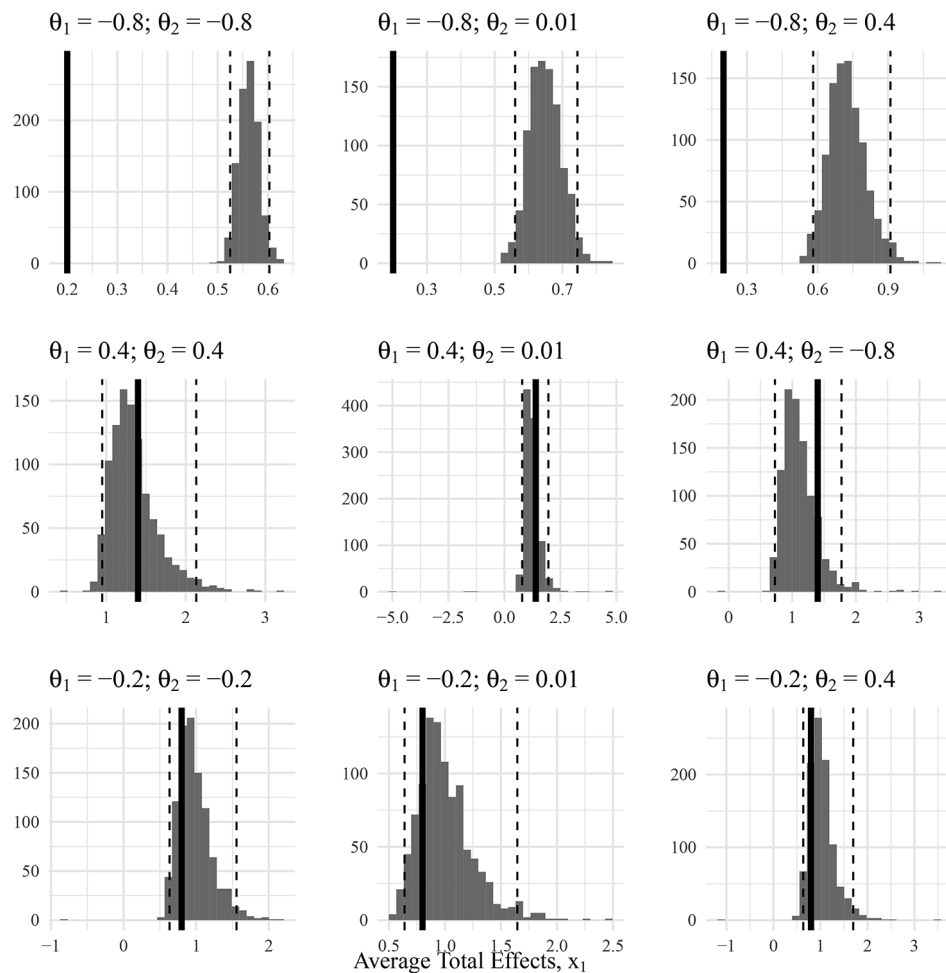 θ₁ = −0.8; θ₂ = −0.8
θ₁ = −0.8; θ₂ = 0.01
θ₁ = −0.8; θ₂ = 0.4
200
100
0
0.2 0.3 0.4 0.5 0.6
150
100
50
0
0.3 0.5 0.7
150
100
50
0
0.3 0.6 0.9
θ₁ = 0.4; θ₂ = 0.4
θ₁ = 0.4; θ₂ = 0.01
θ₁ = 0.4; θ₂ = −0.8
150
100
50
0
1 2 3
400
300
200
100
0
−5.0 −2.5 0.0 2.5 5.0
200
150
100
50
0
0 1 2 3
θ₁ = −0.2; θ₂ = −0.2
θ₁ = −0.2; θ₂ = 0.01
θ₁ = −0.2; θ₂ = 0.4
200
150
100
50
0
−1 0 1 2
100
50
0
0.5 1.0 1.5 2.0 2.5
200
100
0
−1 0 1 2 3
Average Total Effects, x₁